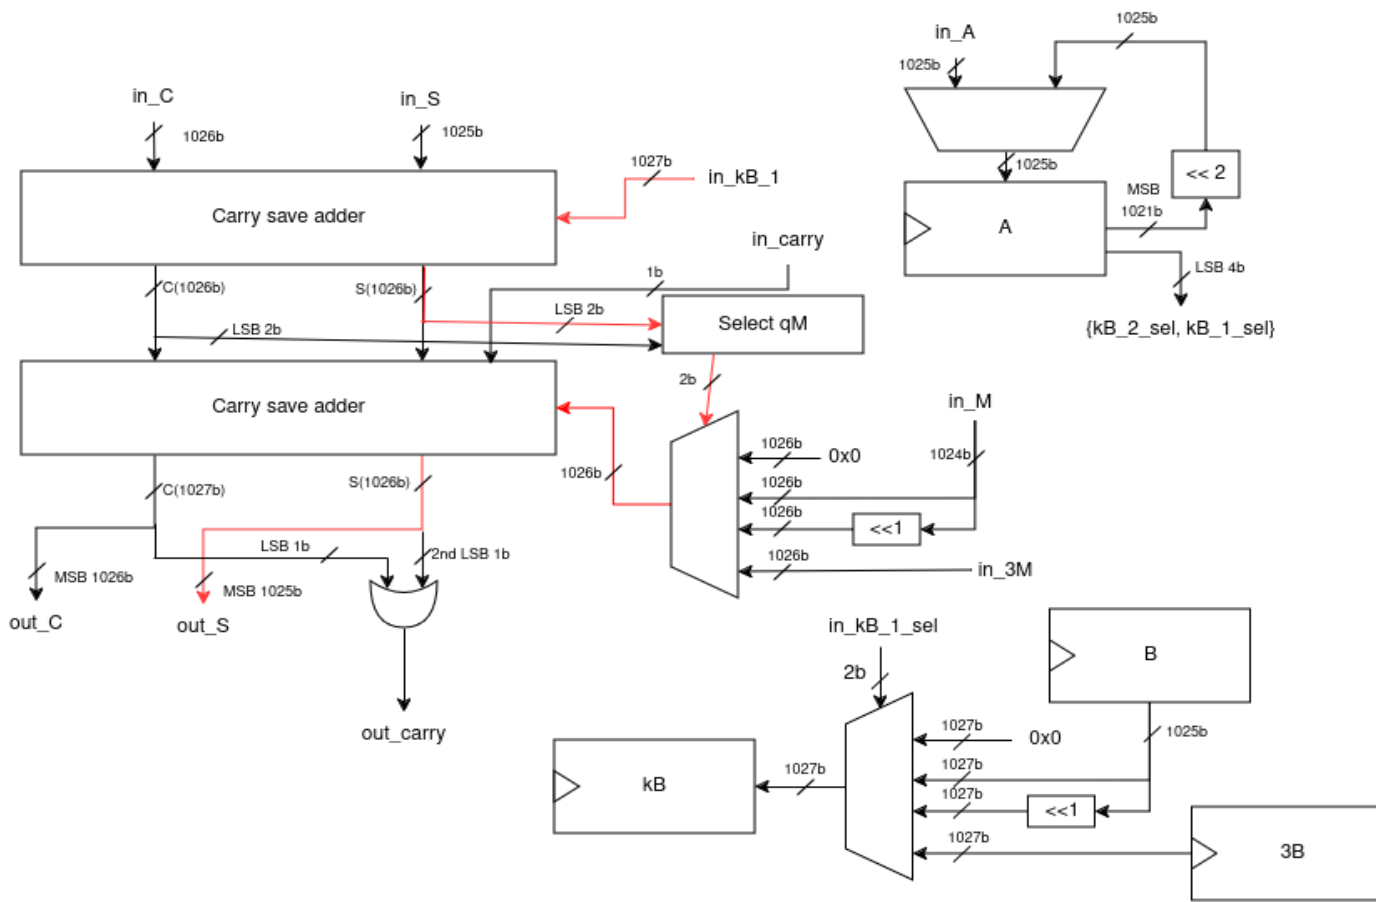 in_C
1026b
in_S
1025b
Carry save adder
1027b
in_kB_1
in_carry
1b
C(1026b)
S(1026b)
LSB 2b
LSB 2b
Select qM
2b
Carry save adder
1026b
C(1027b)
S(1026b)
LSB 1b
2nd LSB 1b
MSB 1026b
MSB 1025b
out_C
out_S
out_carry
in_M
1024b
1026b
0x0
1026b
1026b
<<1
1026b
in_3M
in_A
1025b
1025b
1025b
<< 2
MSB
1021b
A
LSB 4b
{kB_2_sel, kB_1_sel}
in_kB_1_sel
2b
B
1025b
1027b
0x0
1027b
1027b
<<1
1027b
3B
1027b
kB